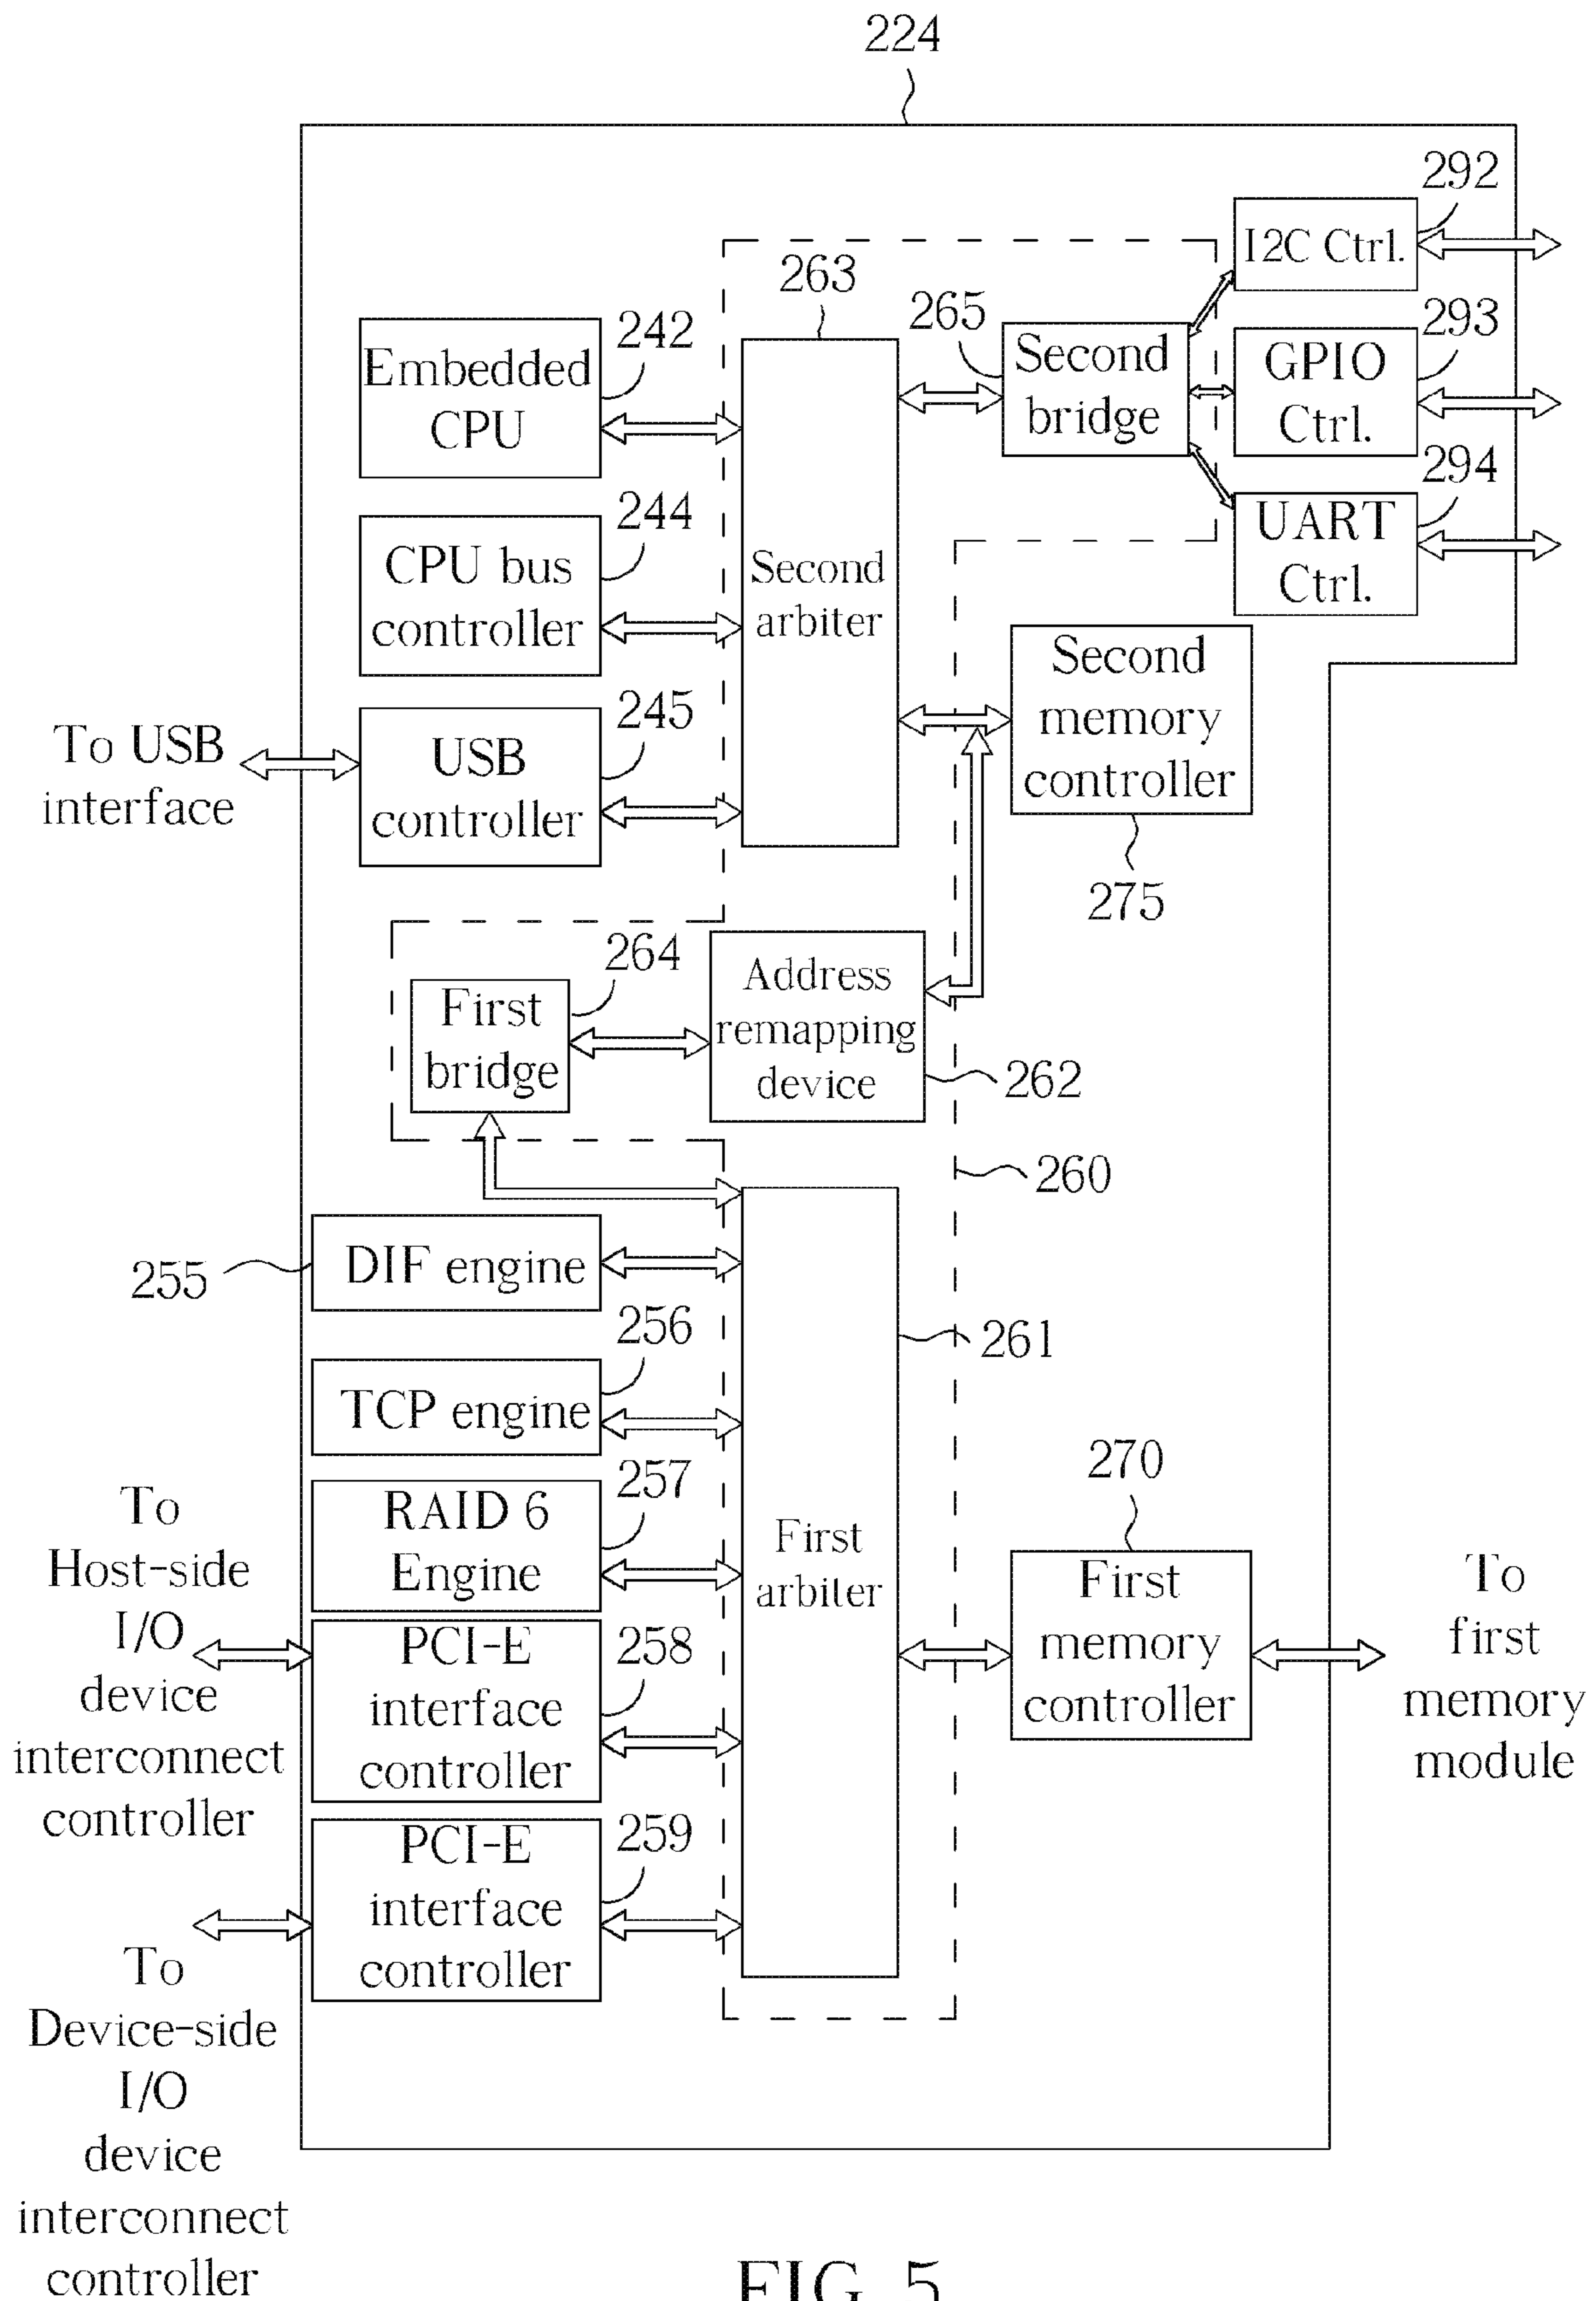 224
292
I2C Ctrl.
263
265
Second
bridge
293
GPIO
Ctrl.
242
Embedded
CPU
294
UART
Ctrl.
244
CPU bus
controller
Second
arbiter
Second
memory
controller
275
245
To USB
interface
USB
controller
264
First
bridge
Address
remapping
device
262
260
255
DIF engine
261
256
TCP engine
257
RAID 6
Engine
First
arbiter
270
First
memory
controller
To
first
memory
module
To
Host-side
I/O
device
interconnect
controller
258
PCI-E
interface
controller
259
PCI-E
interface
controller
To
Device-side
I/O
device
interconnect
controller
FIG. 5